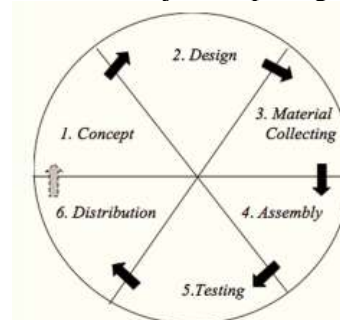 2. Design
3. Material
Collecting
1. Concept
6. Distribution
4. Assembly
5.Testing